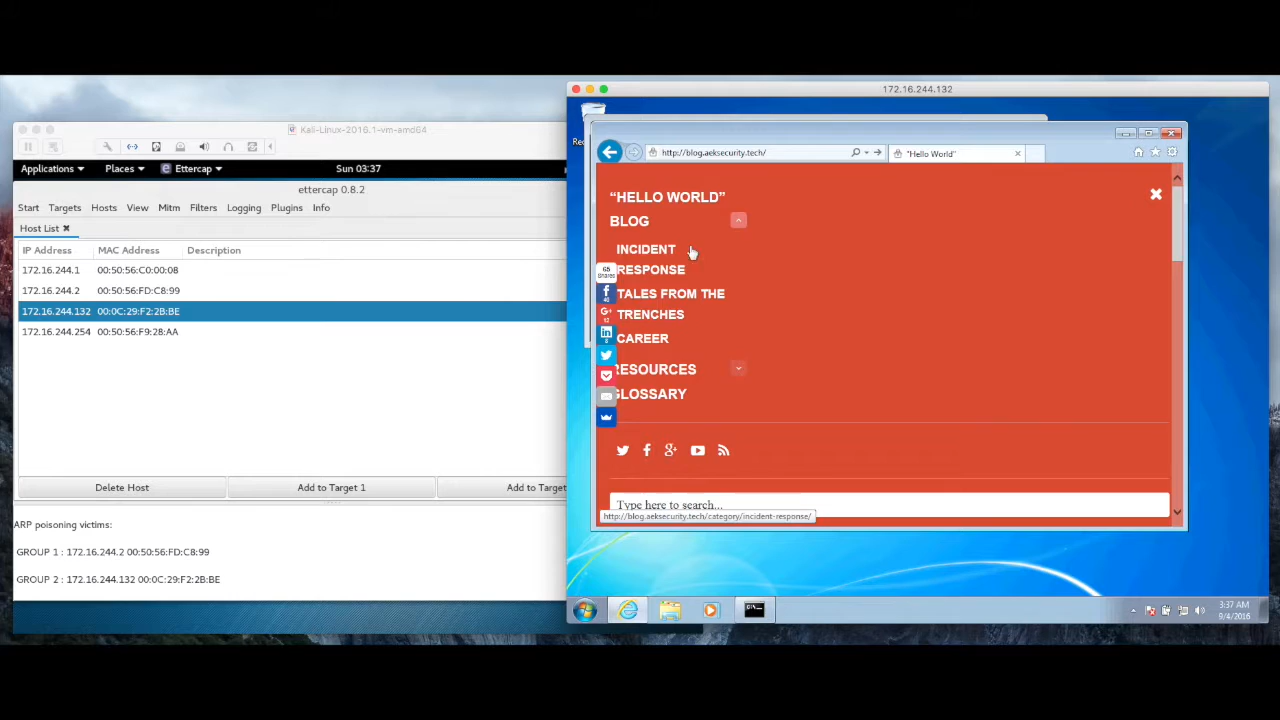 172.16.244.132
Kali-Linux-2016.1-vm-amd64
Applications Places Ettercap Sun 03:37
ettercap 0.8.2
Start Targets Hosts View Mitm Filters Logging Plugins Info
Host List
IP Address MAC Address Description
172.16.244.1 00:50:56:C0:00:08
172.16.244.2 00:50:56:FD:C8:99
172.16.244.132 00:0C:29:F2:2B:BE
172.16.244.254 00:50:56:F9:28:AA
Delete Host Add to Target 1 Add to Target
ARP poisoning victims:
GROUP 1 : 172.16.244.2 00:50:56:FD:C8:99
GROUP 2 : 172.16.244.132 00:0C:29:F2:2B:BE
http://blog.aeksecurity.tech/
"Hello World"
“HELLO WORLD”
BLOG
INCIDENT
RESPONSE
TALES FROM THE
TRENCHES
CAREER
RESOURCES
GLOSSARY
65
Shares
40
12
8
Type here to search...
http://blog.aeksecurity.tech/category/incident-response/
3:37 AM
9/4/2016